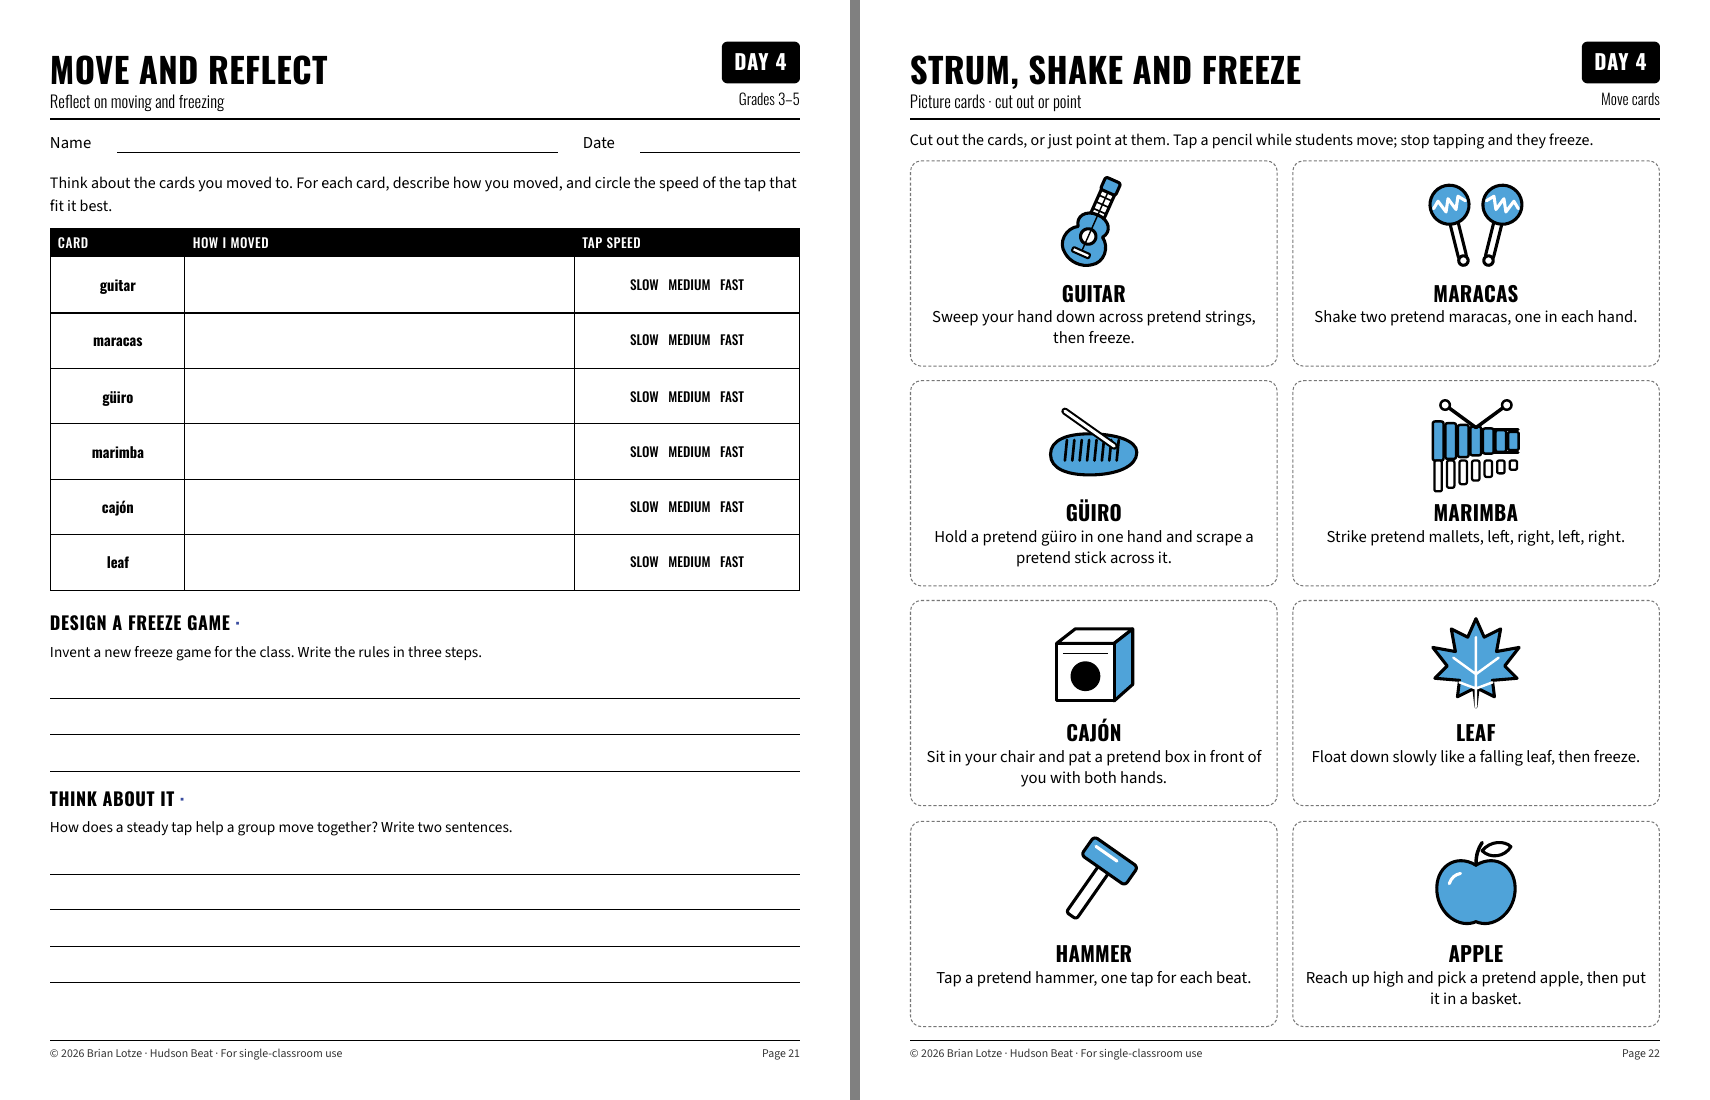 MOVE AND REFLECT
DAY 4
Reflect on moving and freezing
Grades 3–5
Name
Date
Think about the cards you moved to. For each card, describe how you moved, and circle the speed of the tap that
fit it best.
CARD HOW I MOVED TAP SPEED
guitar SLOW MEDIUM FAST
maracas SLOW MEDIUM FAST
güiro SLOW MEDIUM FAST
marimba SLOW MEDIUM FAST
cajón SLOW MEDIUM FAST
leaf SLOW MEDIUM FAST
DESIGN A FREEZE GAME ·
Invent a new freeze game for the class. Write the rules in three steps.
THINK ABOUT IT ·
How does a steady tap help a group move together? Write two sentences.
© 2026 Brian Lotze · Hudson Beat · For single-classroom use
Page 21
STRUM, SHAKE AND FREEZE
DAY 4
Picture cards · cut out or point
Move cards
Cut out the cards, or just point at them. Tap a pencil while students move; stop tapping and they freeze.
GUITAR
Sweep your hand down across pretend strings,
then freeze.
MARACAS
Shake two pretend maracas, one in each hand.
GÜIRO
Hold a pretend güiro in one hand and scrape a
pretend stick across it.
MARIMBA
Strike pretend mallets, left, right, left, right.
CAJÓN
Sit in your chair and pat a pretend box in front of
you with both hands.
LEAF
Float down slowly like a falling leaf, then freeze.
HAMMER
Tap a pretend hammer, one tap for each beat.
APPLE
Reach up high and pick a pretend apple, then put
it in a basket.
© 2026 Brian Lotze · Hudson Beat · For single-classroom use
Page 22